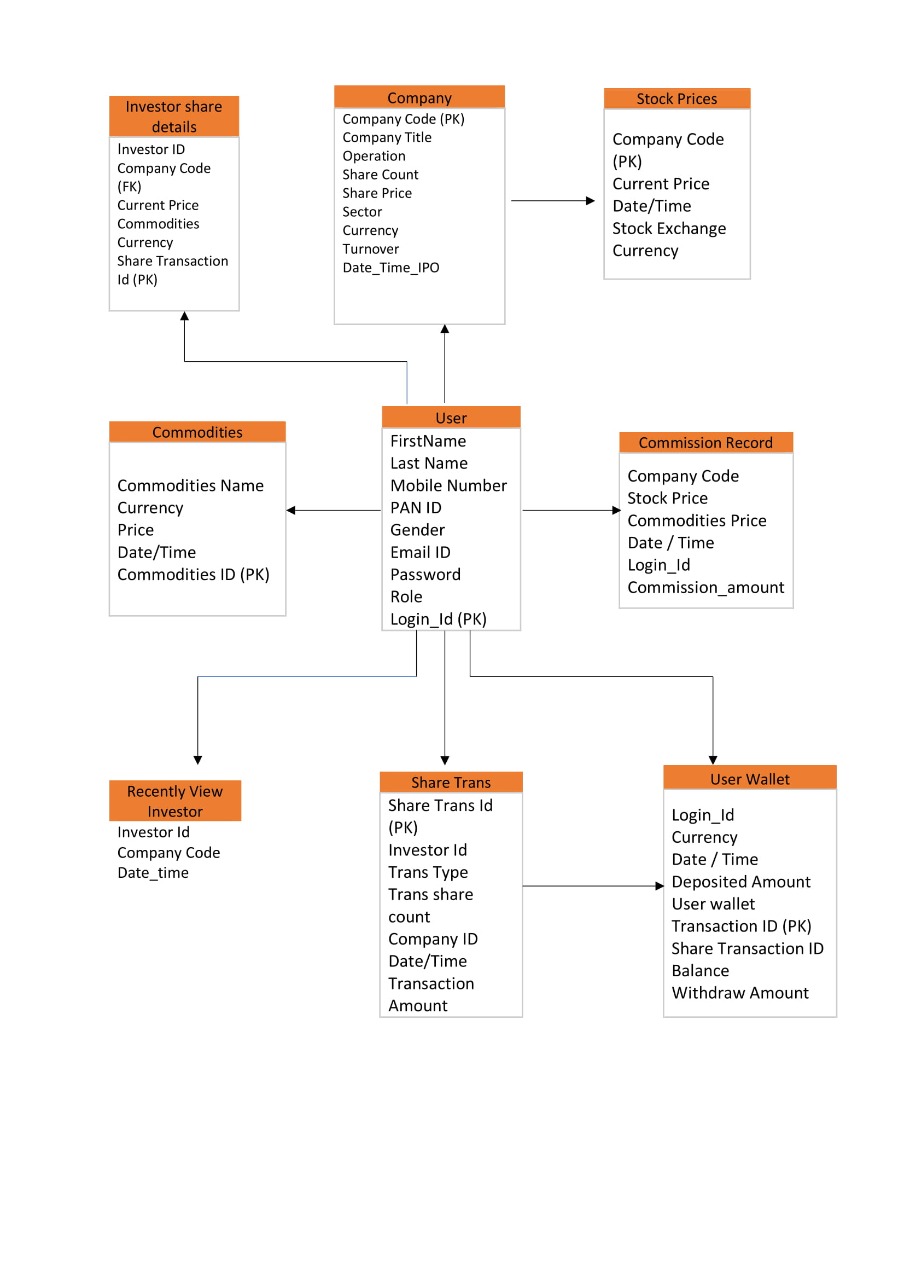 Investor share
details
Investor ID
Company Code
(FK)
Current Price
Commodities
Currency
Share Transaction
Id (PK)
Company
Company Code (PK)
Company Title
Operation
Share Count
Share Price
Sector
Currency
Turnover
Date_Time_IPO
Stock Prices
Company Code
(PK)
Current Price
Date/Time
Stock Exchange
Currency
Commodities
Commodities Name
Currency
Price
Date/Time
Commodities ID (PK)
User
FirstName
Last Name
Mobile Number
PAN ID
Gender
Email ID
Password
Role
Login_Id (PK)
Commission Record
Company Code
Stock Price
Commodities Price
Date / Time
Login_Id
Commission_amount
Recently View
Investor
Investor Id
Company Code
Date_time
Share Trans
Share Trans Id
(PK)
Investor Id
Trans Type
Trans share
count
Company ID
Date/Time
Transaction
Amount
User Wallet
Login_Id
Currency
Date / Time
Deposited Amount
User wallet
Transaction ID (PK)
Share Transaction ID
Balance
Withdraw Amount